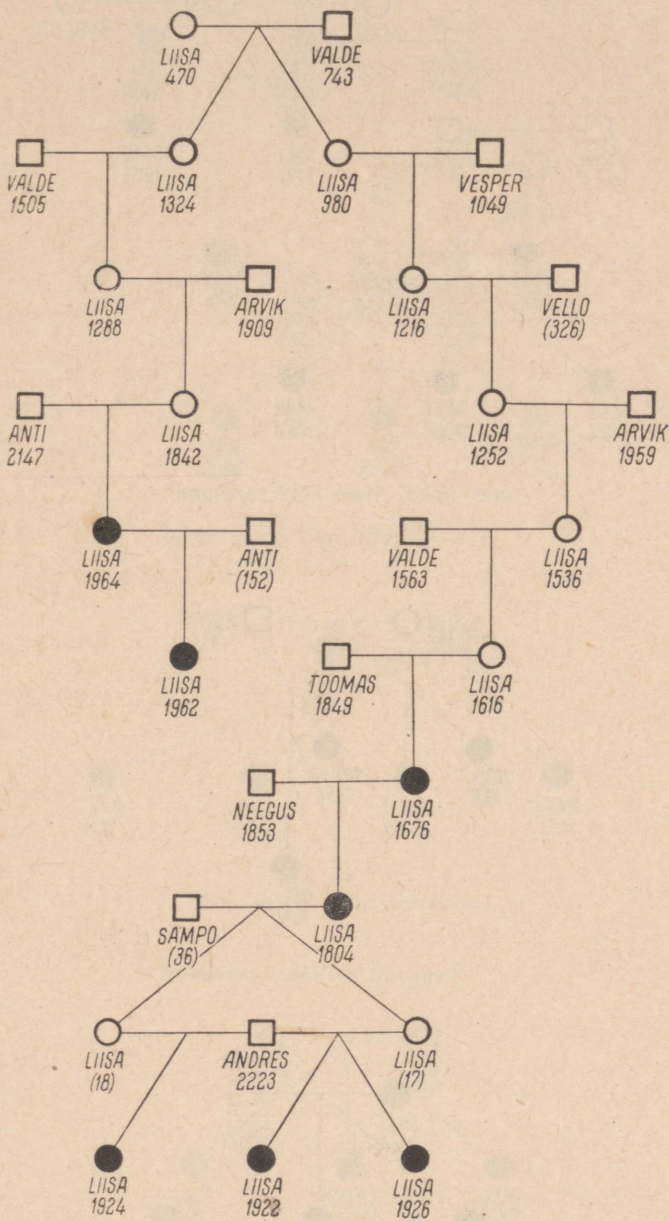 LIISA
470
VALDE
743
VALDE
1505
LIISA
1324
LIISA
980
VESPER
1049
LIISA
1288
ARVIK
1909
LIISA
1216
VELLO
(326)
ANTI
2147
LIISA
1842
LIISA
1252
ARVIK
1959
LIISA
1964
ANTI
(152)
VALDE
1563
LIISA
1536
LIISA
1962
TOOMAS
1849
LIISA
1616
NEEGUS
1853
LIISA
1676
SAMPO
(36)
LIISA
1804
LIISA
(18)
ANDRES
2223
LIISA
(17)
LIISA
1924
LIISA
1922
LIISA
1926